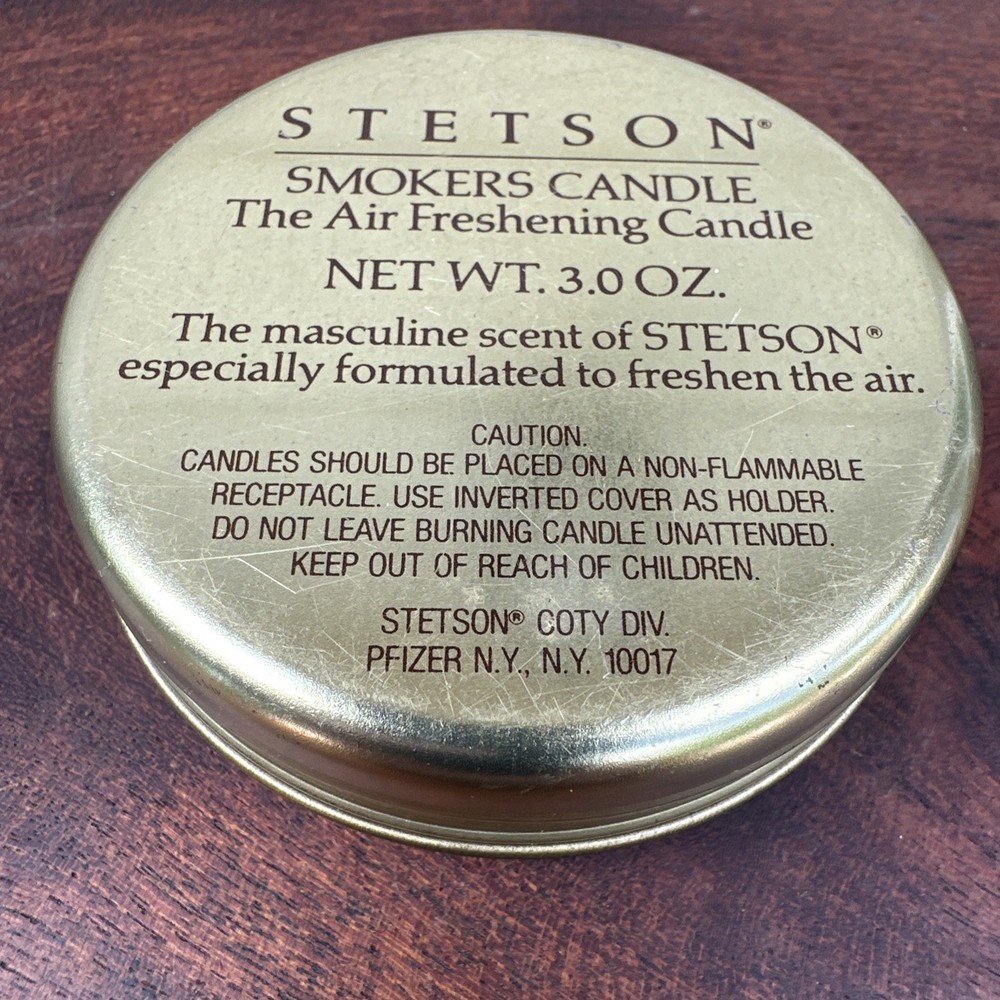 STETSON®
SMOKERS CANDLE
The Air Freshening Candle
NET WT. 3.0 OZ.
The masculine scent of STETSON®
especially formulated to freshen the air.
CAUTION.
CANDLES SHOULD BE PLACED ON A NON-FLAMMABLE
RECEPTACLE. USE INVERTED COVER AS HOLDER.
DO NOT LEAVE BURNING CANDLE UNATTENDED.
KEEP OUT OF REACH OF CHILDREN.
STETSON® COTY DIV.
PFIZER N.Y., N.Y. 10017